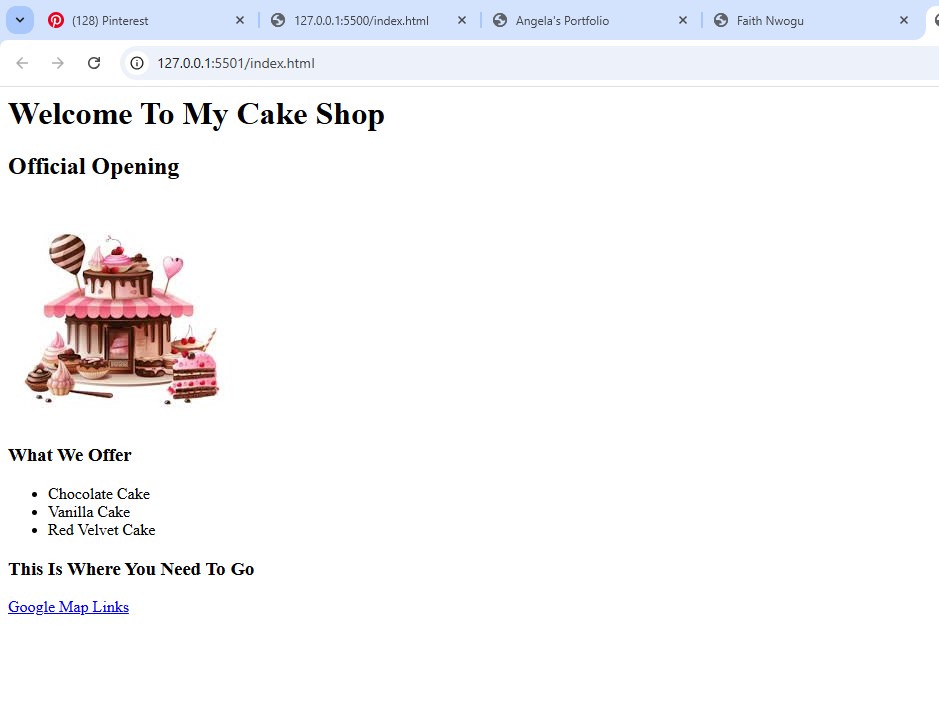 (128) Pinterest
127.0.0.1:5500/index.html
Angela's Portfolio
Faith Nwogu
127.0.0.1:5501/index.html
Welcome To My Cake Shop
Official Opening
What We Offer
Chocolate Cake
Vanilla Cake
Red Velvet Cake
This Is Where You Need To Go
Google Map Links